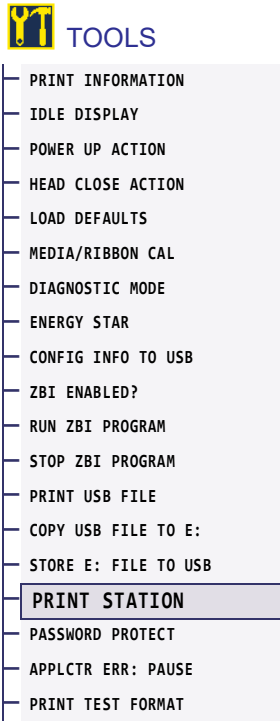 TOOLS
PRINT INFORMATION
IDLE DISPLAY
POWER UP ACTION
HEAD CLOSE ACTION
LOAD DEFAULTS
MEDIA/RIBBON CAL
DIAGNOSTIC MODE
ENERGY STAR
CONFIG INFO TO USB
ZBI ENABLED?
RUN ZBI PROGRAM
STOP ZBI PROGRAM
PRINT USB FILE
COPY USB FILE TO E:
STORE E: FILE TO USB
PRINT STATION
PASSWORD PROTECT
APPLCTR ERR: PAUSE
PRINT TEST FORMAT